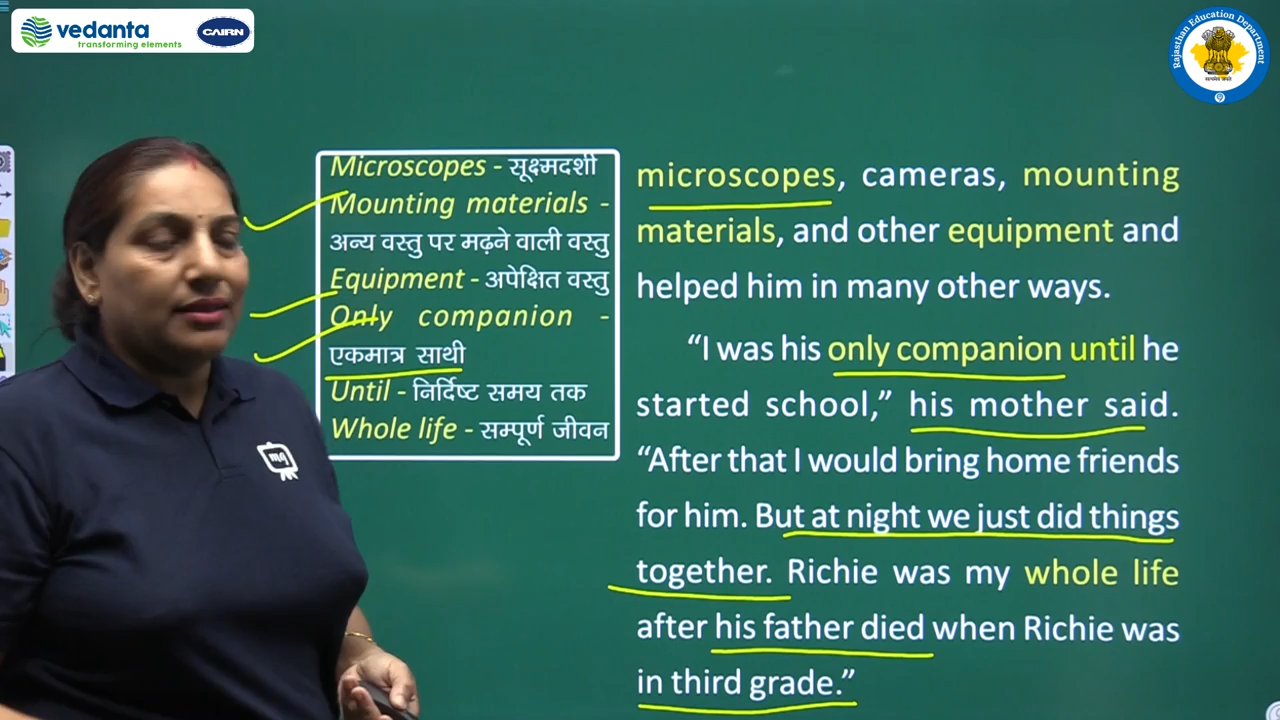 vedanta
transforming elements
CAIRN
Rajasthan Education Department
Microscopes - सूक्ष्मदर्शी
Mounting materials -
अन्य वस्तु पर मढ़ने वाली वस्तु
Equipment - अपेक्षित वस्तु
Only companion -
एकमात्र साथी
Until - निर्दिष्ट समय तक
Whole life - सम्पूर्ण जीवन
microscopes, cameras, mounting
materials, and other equipment and
helped him in many other ways.
“I was his only companion until he
started school,” his mother said.
“After that I would bring home friends
for him. But at night we just did things
together. Richie was my whole life
after his father died when Richie was
in third grade.”
mq